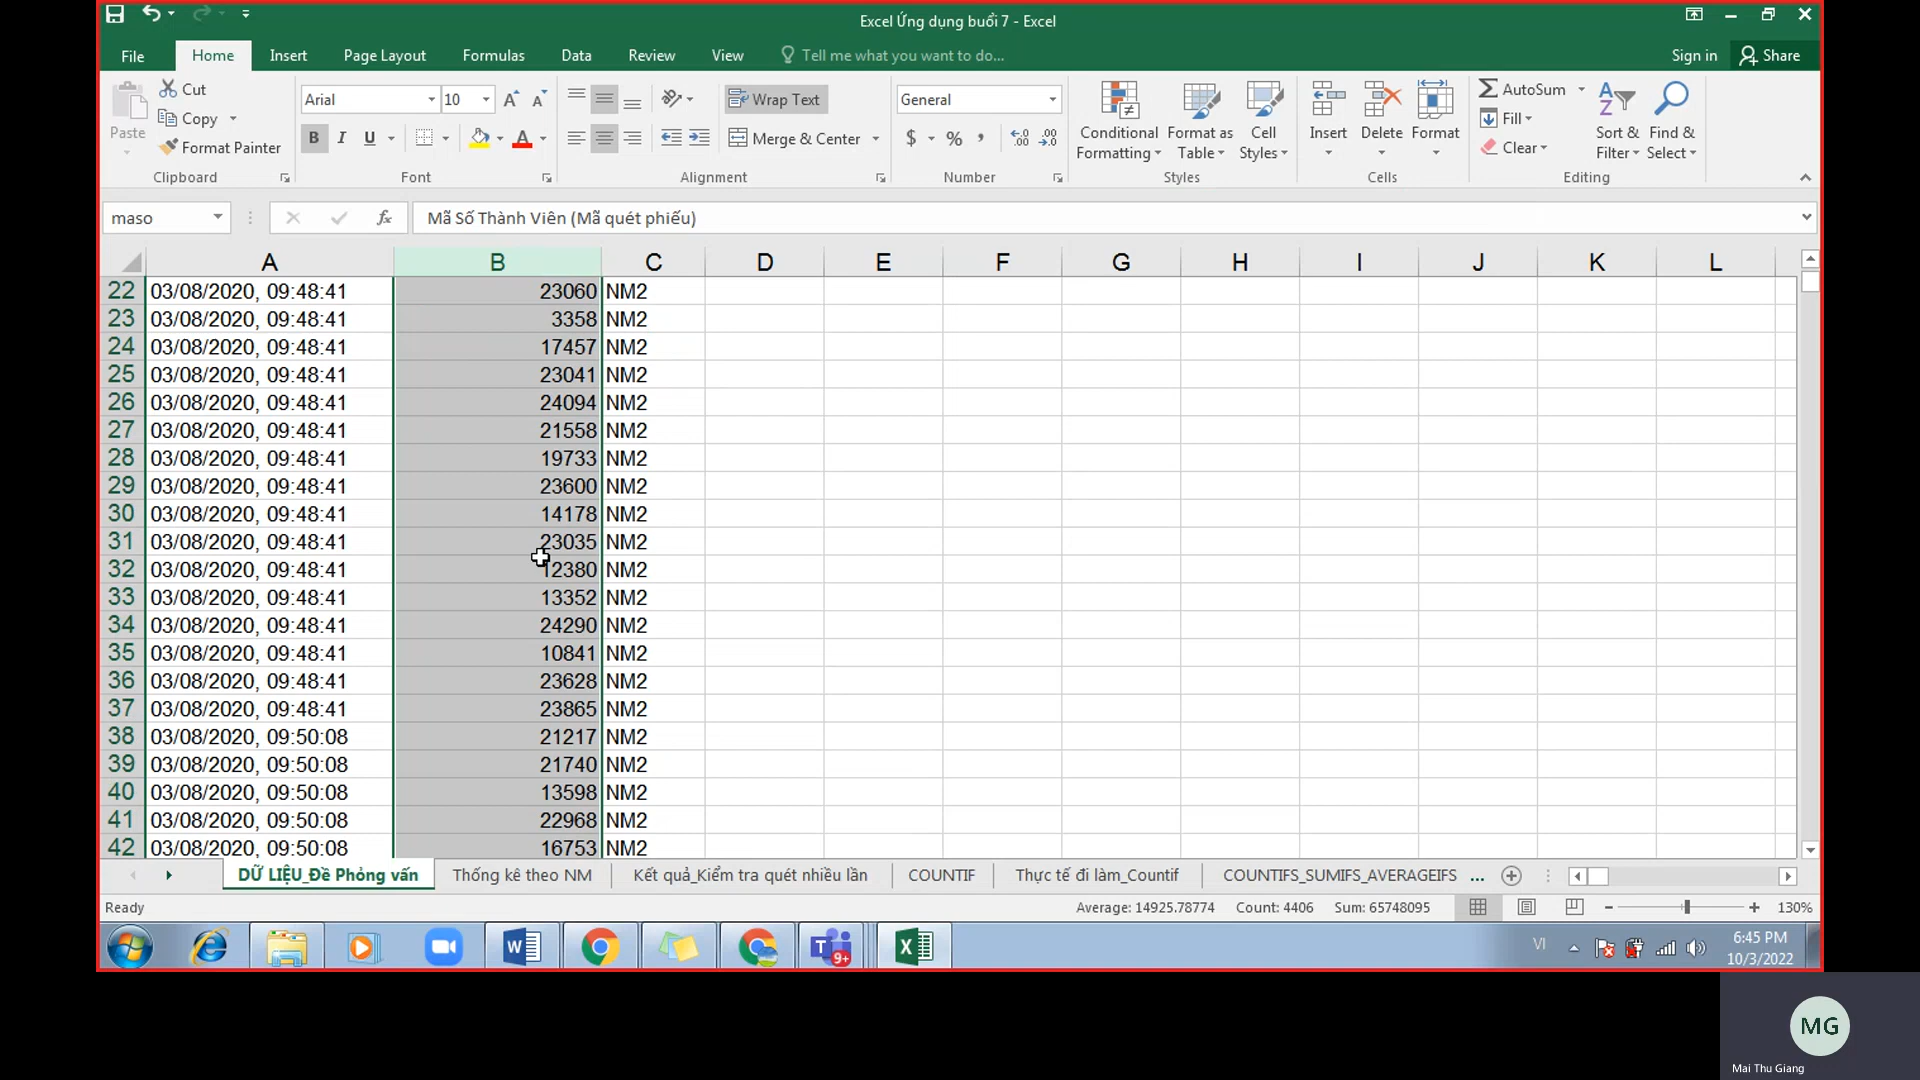 Excel Ứng dụng buổi 7 - Excel
File Home Insert Page Layout Formulas Data Review View Tell me what you want to do... Sign in Share
Paste Cut Copy Format Painter Clipboard
Arial 10 A A B I U A Font
Wrap Text Merge & Center Alignment
General $ % , Number
Conditional Formatting Format as Table Cell Styles Styles
Insert Delete Format Cells
AutoSum Fill Clear Sort & Filter Find & Select Editing
maso fx Mã Số Thành Viên (Mã quét phiếu)
A B C D E F G H I J K L
22 03/08/2020, 09:48:41 23060 NM2
23 03/08/2020, 09:48:41 3358 NM2
24 03/08/2020, 09:48:41 17457 NM2
25 03/08/2020, 09:48:41 23041 NM2
26 03/08/2020, 09:48:41 24094 NM2
27 03/08/2020, 09:48:41 21558 NM2
28 03/08/2020, 09:48:41 19733 NM2
29 03/08/2020, 09:48:41 23600 NM2
30 03/08/2020, 09:48:41 14178 NM2
31 03/08/2020, 09:48:41 23035 NM2
32 03/08/2020, 09:48:41 12380 NM2
33 03/08/2020, 09:48:41 13352 NM2
34 03/08/2020, 09:48:41 24290 NM2
35 03/08/2020, 09:48:41 10841 NM2
36 03/08/2020, 09:48:41 23628 NM2
37 03/08/2020, 09:48:41 23865 NM2
38 03/08/2020, 09:50:08 21217 NM2
39 03/08/2020, 09:50:08 21740 NM2
40 03/08/2020, 09:50:08 13598 NM2
41 03/08/2020, 09:50:08 22968 NM2
42 03/08/2020, 09:50:08 16753 NM2
DỮ LIỆU_Đề Phỏng vấn Thống kê theo NM Kết quả_Kiểm tra quét nhiều lần COUNTIF Thực tế đi làm_Countif COUNTIFS_SUMIFS_AVERAGEIFS ...
Ready Average: 14925.78774 Count: 4406 Sum: 65748095 130%
VI 6:45 PM
9+ 10/3/2022
MG
Mai Thu Giang